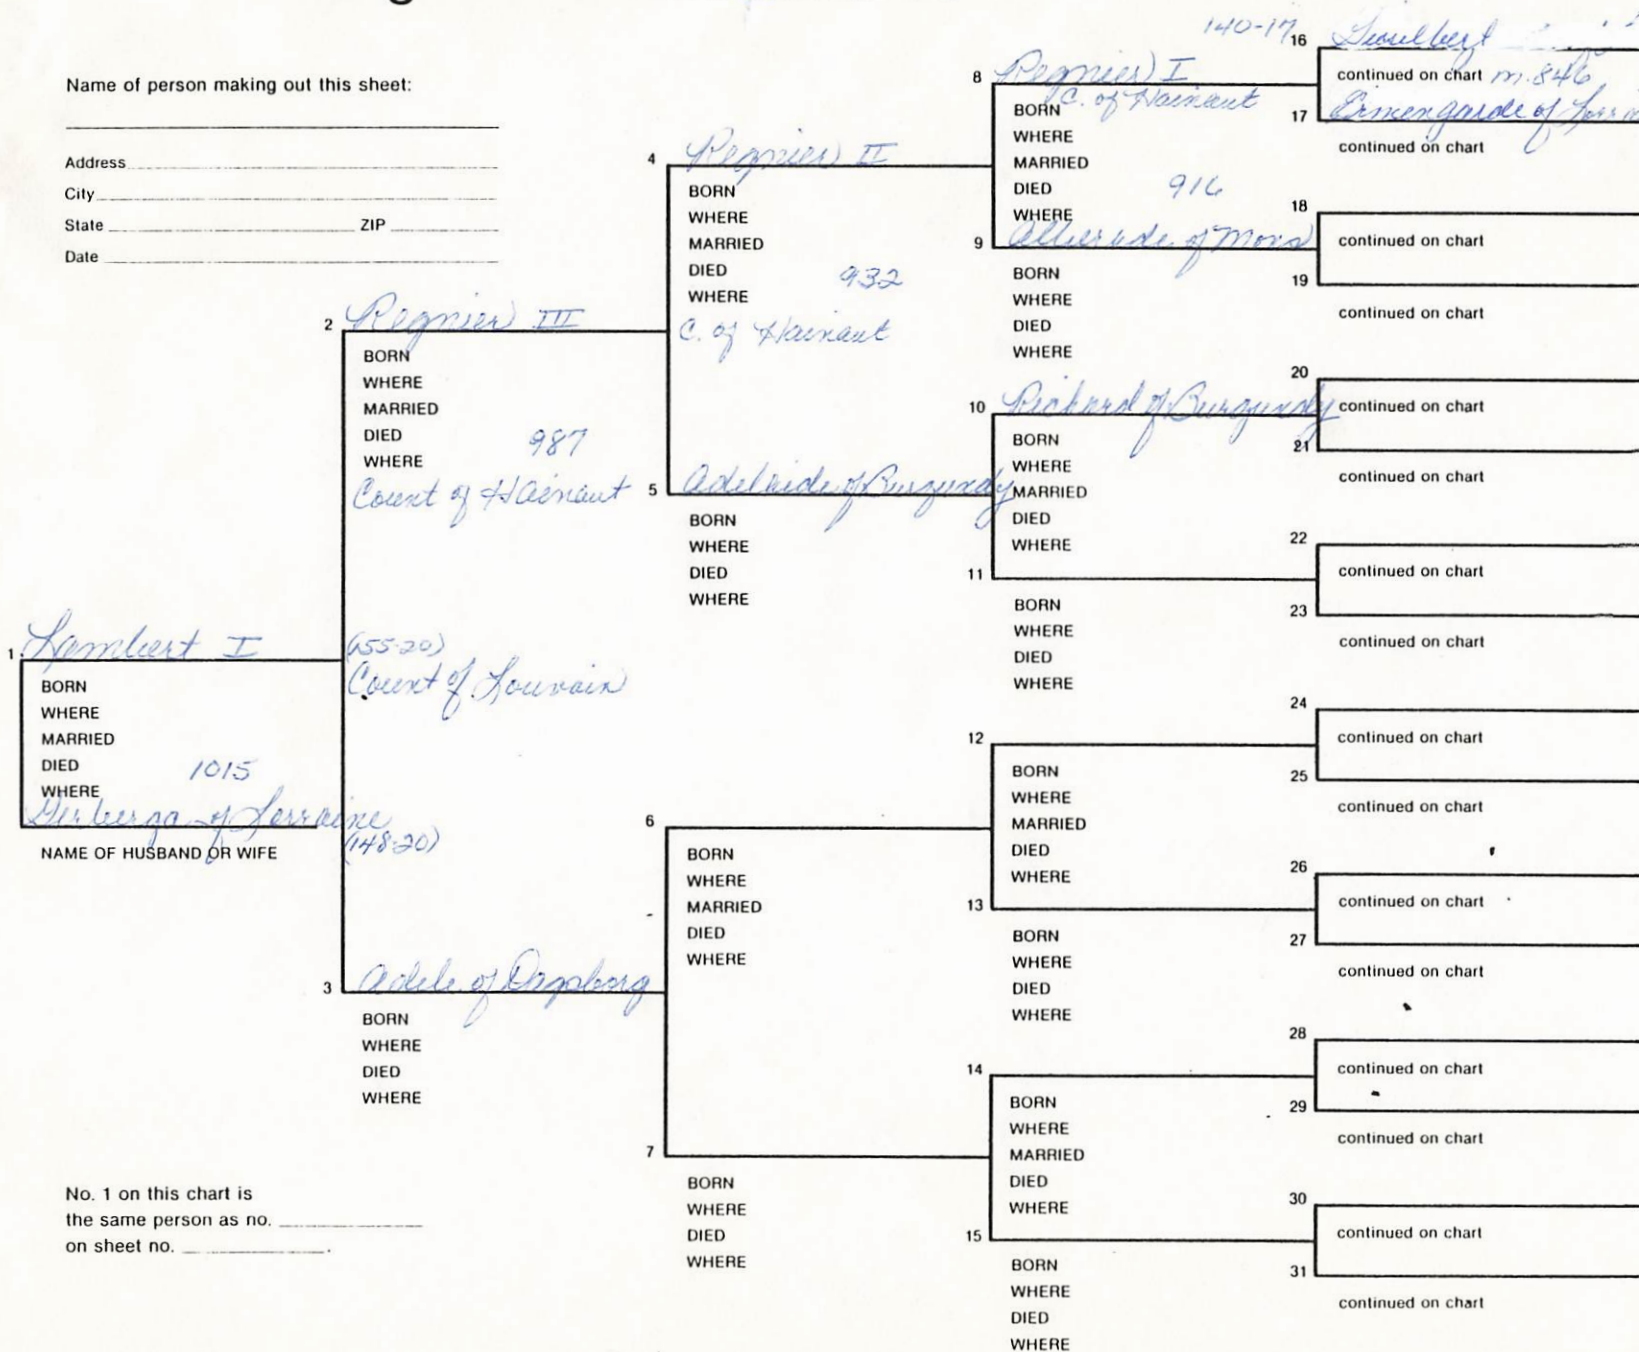 Name of person making out this sheet:
Address
City
State ZIP
Date
1
Lambert I
(155-20)
Count of Louvain
BORN
WHERE
MARRIED
DIED 1015
WHERE
Gerberga of Lorraine
(148-20)
NAME OF HUSBAND OR WIFE
2
Regnier III
BORN
WHERE
MARRIED
DIED 987
WHERE
Count of Hainaut
3
Adele of Dagsborg
BORN
WHERE
DIED
WHERE
4
Regnier II
BORN
WHERE
MARRIED
DIED 932
WHERE
C. of Hainaut
5
Adelaide of Burgundy
BORN
WHERE
DIED
WHERE
6
BORN
WHERE
MARRIED
DIED
WHERE
7
BORN
WHERE
DIED
WHERE
8
Regnier I
C. of Hainaut
BORN
WHERE
MARRIED
DIED 916
WHERE
9
of Mons
BORN
WHERE
DIED
WHERE
10
Richard of Burgundy
BORN
WHERE
MARRIED
DIED
WHERE
11
BORN
WHERE
DIED
WHERE
12
BORN
WHERE
MARRIED
DIED
WHERE
13
BORN
WHERE
DIED
WHERE
14
BORN
WHERE
MARRIED
DIED
WHERE
15
BORN
WHERE
DIED
WHERE
140-17
16
continued on chart m. 846
17
Ermengarde of
continued on chart
18
continued on chart
19
continued on chart
20
continued on chart
21
continued on chart
22
continued on chart
23
continued on chart
24
continued on chart
25
continued on chart
26
continued on chart
27
continued on chart
28
continued on chart
29
continued on chart
30
continued on chart
31
continued on chart
No. 1 on this chart is
the same person as no.
on sheet no. .